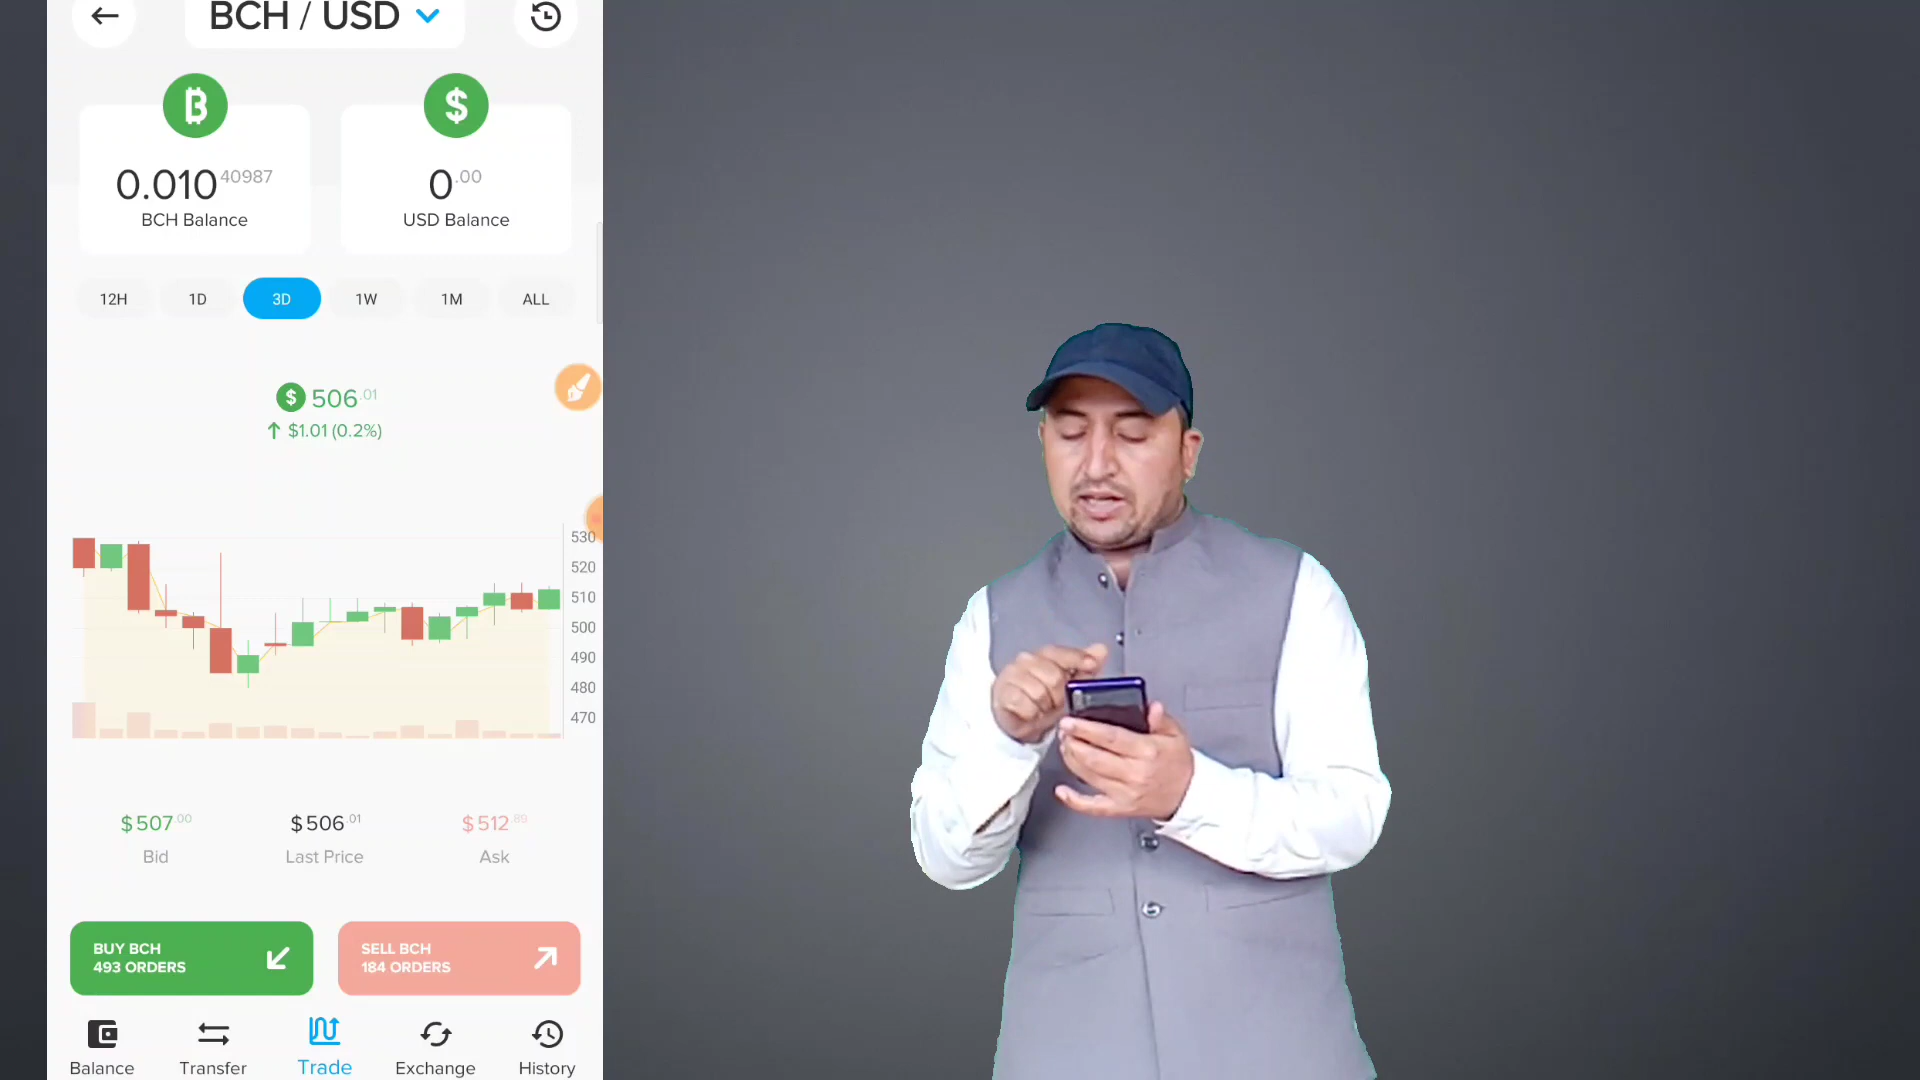 BCH / USD
0.010 40987
BCH Balance
0 .00
USD Balance
12H 1D 3D 1W 1M ALL
$ 506 .01
↑ $1.01 (0.2%)
530
520
510
500
490
480
470
$507 .00
Bid
$506 .01
Last Price
$512 .89
Ask
BUY BCH
493 ORDERS
SELL BCH
184 ORDERS
Balance Transfer Trade Exchange History